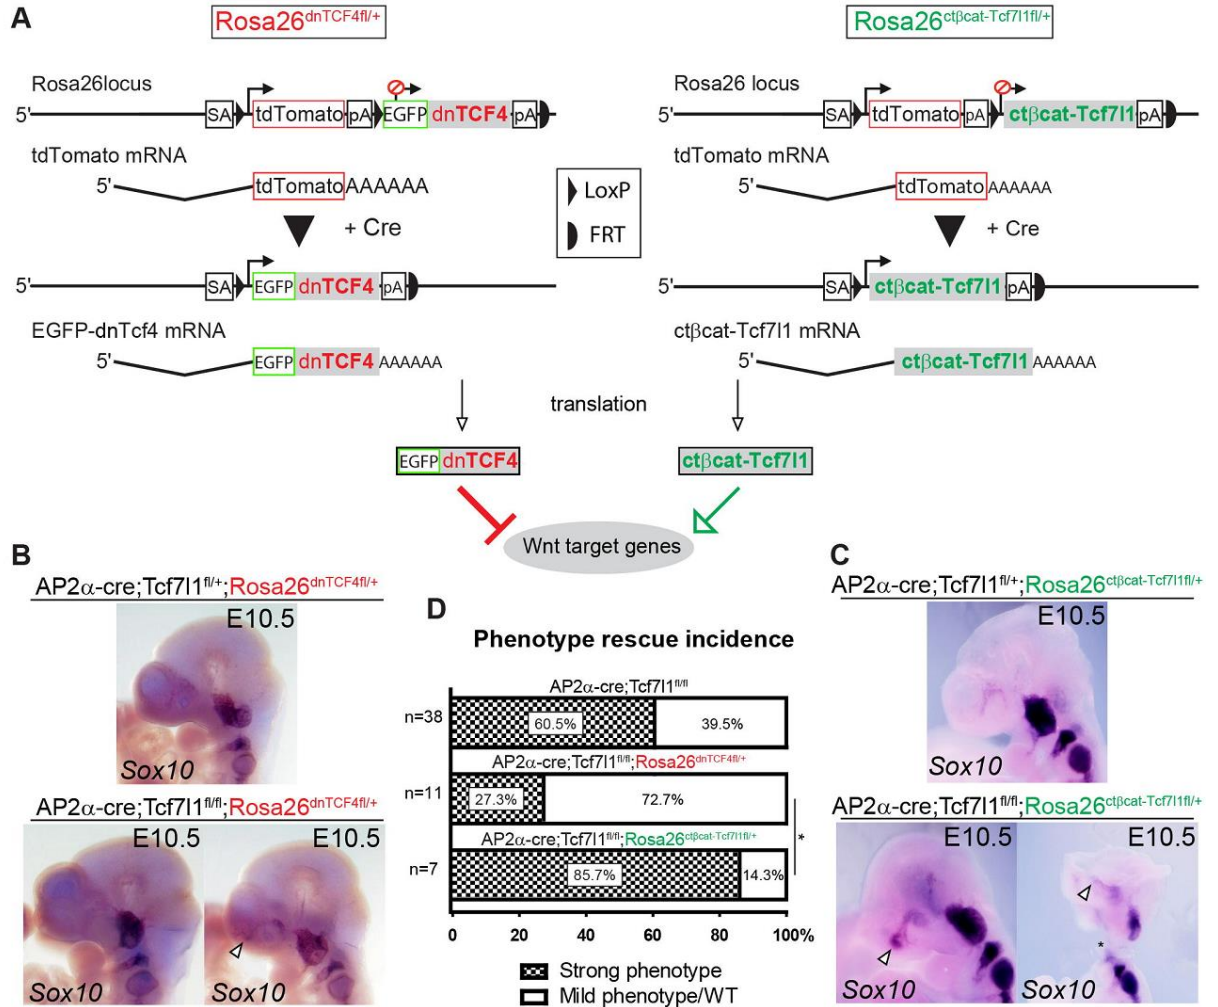 A
Rosa26dnTCF4fl/+
Rosa26ctβcat-Tcf7l1fl/+
Rosa26locus
SA tdTomato pA EGFP dnTCF4 pA
5'
tdTomato mRNA
5' tdTomatoAAAAAA
+ Cre
5' SA EGFP dnTCF4 pA
EGFP-dnTcf4 mRNA
5' EGFP dnTCF4 AAAAAA
LoxP
FRT
Rosa26 locus
5' SA tdTomato pA ctβcat-Tcf7l1 pA
tdTomato mRNA
5' tdTomato AAAAAA
+ Cre
5' SA ctβcat-Tcf7l1 pA
ctβcat-Tcf7l1 mRNA
5' ctβcat-Tcf7l1 AAAAAA
translation
EGFP dnTCF4
ctβcat-Tcf7l1
Wnt target genes
B
AP2α-cre;Tcf7l1fl/+;Rosa26dnTCF4fl/+
E10.5
Sox10
AP2α-cre;Tcf7l1fl/fl;Rosa26dnTCF4fl/+
E10.5 E10.5
Sox10 Sox10
D
Phenotype rescue incidence
AP2α-cre;Tcf7l1fl/fl
n=38 60.5% 39.5%
AP2α-cre;Tcf7l1fl/fl;Rosa26dnTCF4fl/+
n=11 27.3% 72.7%
*
AP2α-cre;Tcf7l1fl/fl;Rosa26ctβcat-Tcf7l1fl/+
n=7 85.7% 14.3%
0 20 40 60 80 100%
Strong phenotype
Mild phenotype/WT
C
AP2α-cre;Tcf7l1fl/+;Rosa26ctβcat-Tcf7l1fl/+
E10.5
Sox10
AP2α-cre;Tcf7l1fl/fl;Rosa26ctβcat-Tcf7l1fl/+
E10.5 E10.5
*
Sox10 Sox10